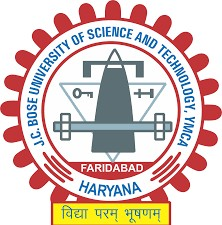 J.C. BOSE UNIVERSITY OF SCIENCE AND TECHNOLOGY, YMCA
FARIDABAD
HARYANA
विद्या परम् भूषणम्